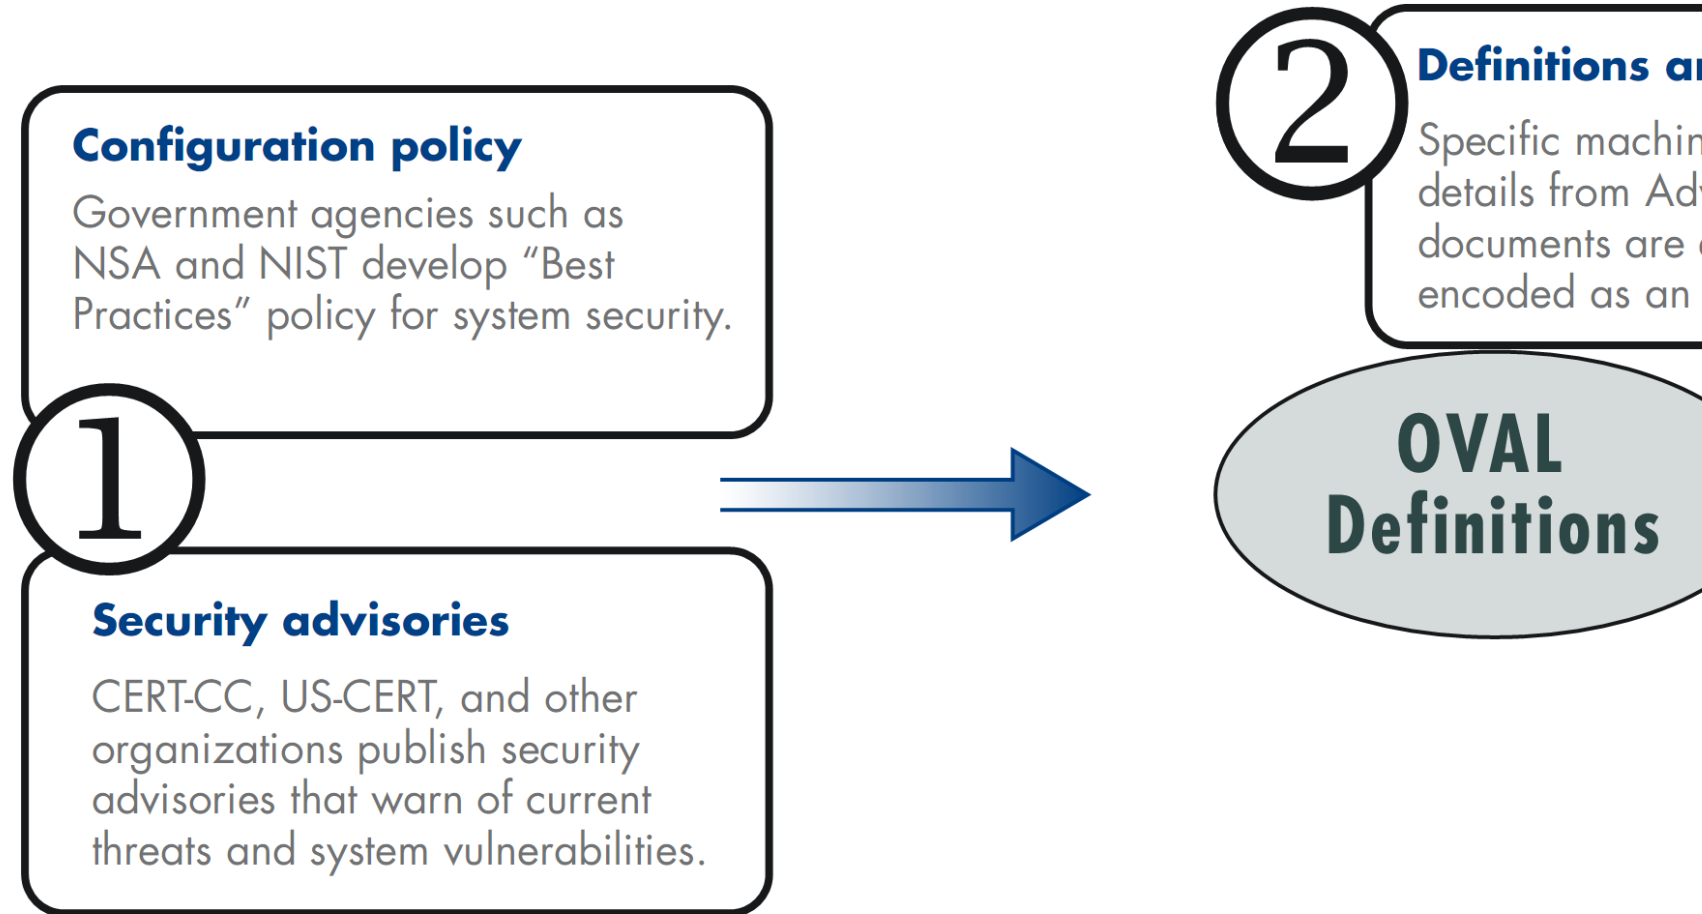 Configuration policy
Government agencies such as
NSA and NIST develop “Best
Practices” policy for system security.
1
Security advisories
CERT-CC, US-CERT, and other
organizations publish security
advisories that warn of current
threats and system vulnerabilities.
2
Definitions
Specific
details from
documents are
encoded as an
OVAL
Definitions